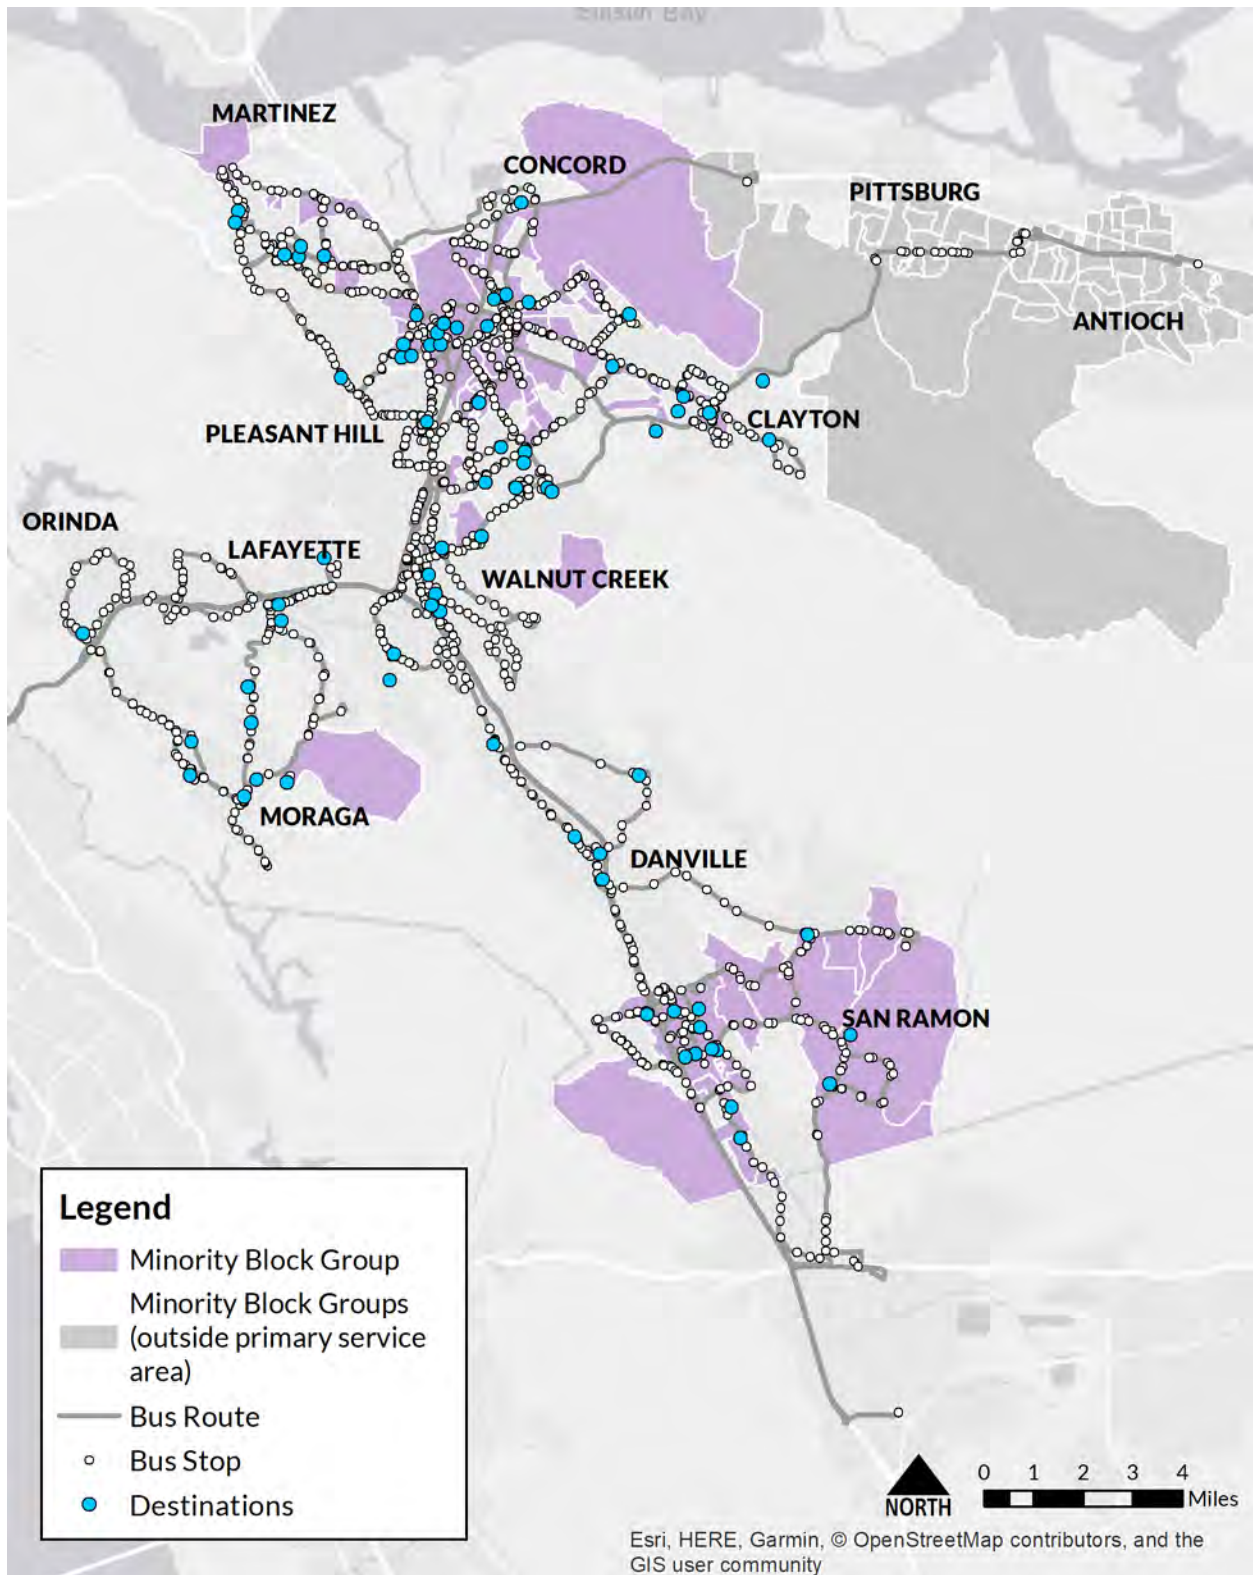 Suisun Bay
MARTINEZ
CONCORD
PITTSBURG
ANTIOCH
PLEASANT HILL
CLAYTON
ORINDA
LAFAYETTE
WALNUT CREEK
MORAGA
DANVILLE
SAN RAMON
Legend
Minority Block Group
Minority Block Groups
(outside primary service
area)
Bus Route
Bus Stop
Destinations
NORTH
0 1 2 3 4
Miles
Esri, HERE, Garmin, © OpenStreetMap contributors, and the
GIS user community